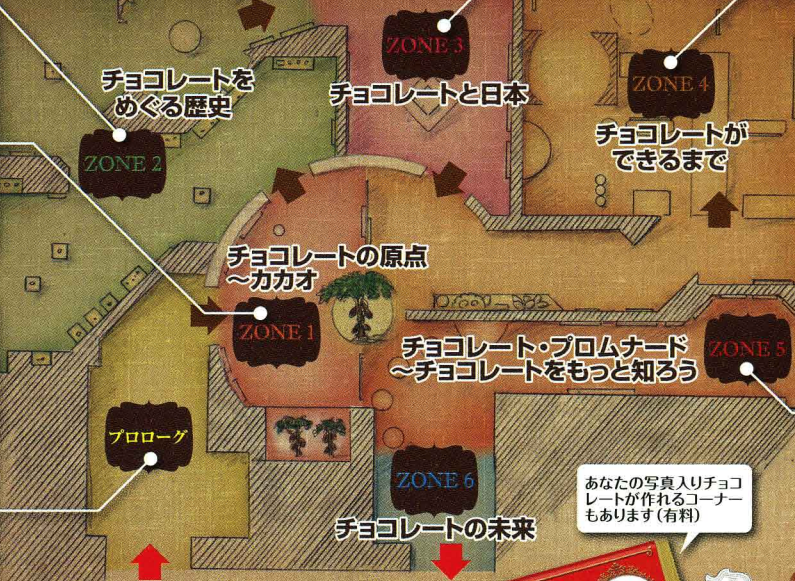 ZONE 3
チョコレートと日本
ZONE 4
チョコレートが
できるまで
チョコレートを
めぐる歴史
ZONE 2
チョコレートの原点
～カカオ
ZONE 1
チョコレート・プロムナード
～チョコレートをもっと知ろう
ZONE 5
プロローグ
ZONE 6
チョコレートの未来
あなたの写真入りチョコ
レートが作れるコーナー
もあります(有料)